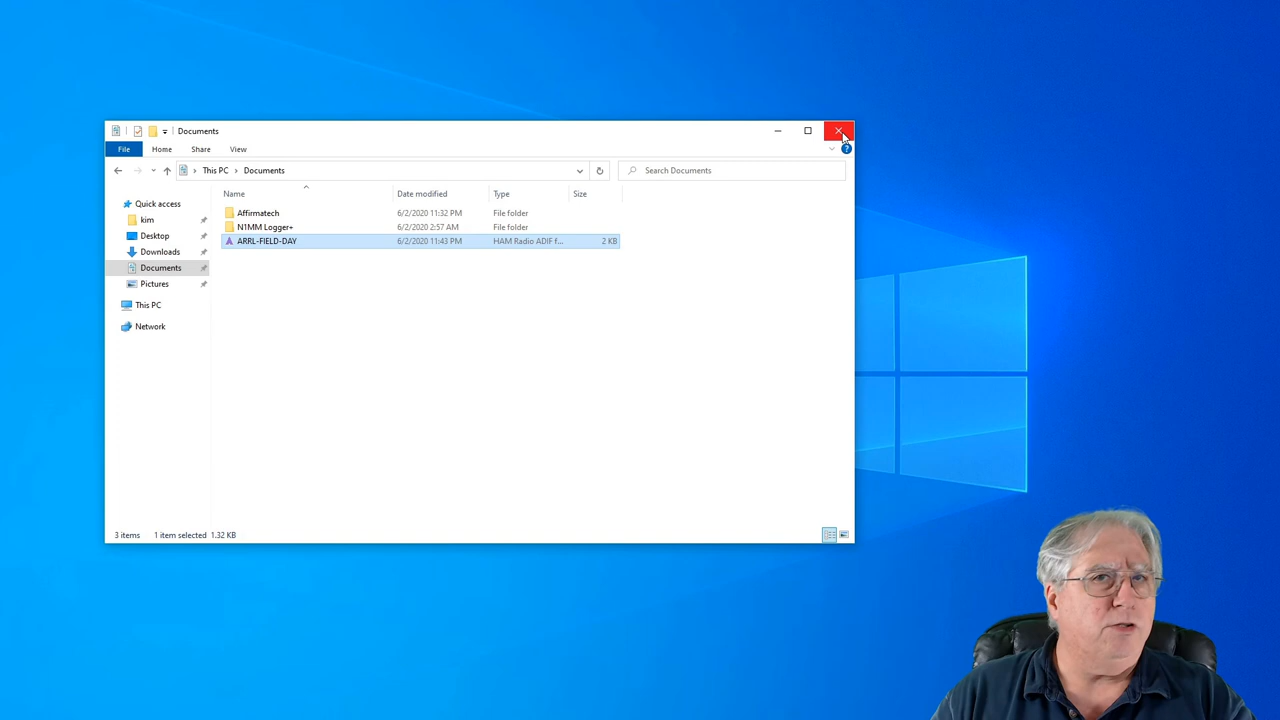 Documents
File Home Share View
This PC Documents Search Documents
Name Date modified Type Size
Quick access
kim
Desktop
Downloads
Documents
Pictures
This PC
Network
Affirmatech 6/2/2020 11:32 PM File folder
N1MM Logger+ 6/2/2020 2:57 AM File folder
ARRL-FIELD-DAY 6/2/2020 11:43 PM HAM Radio ADIF f... 2 KB
3 items 1 item selected 1.32 KB